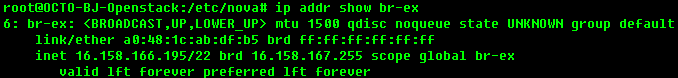 root@OCTO-BJ-Openstack:/etc/nova# ip addr show br-ex
6: br-ex: <BROADCAST,UP,LOWER_UP> mtu 1500 qdisc noqueue state UNKNOWN group default
link/ether a0:48:1c:ab:df:b5 brd ff:ff:ff:ff:ff:ff
inet 16.158.166.195/22 brd 16.158.167.255 scope global br-ex
valid_lft forever preferred_lft forever